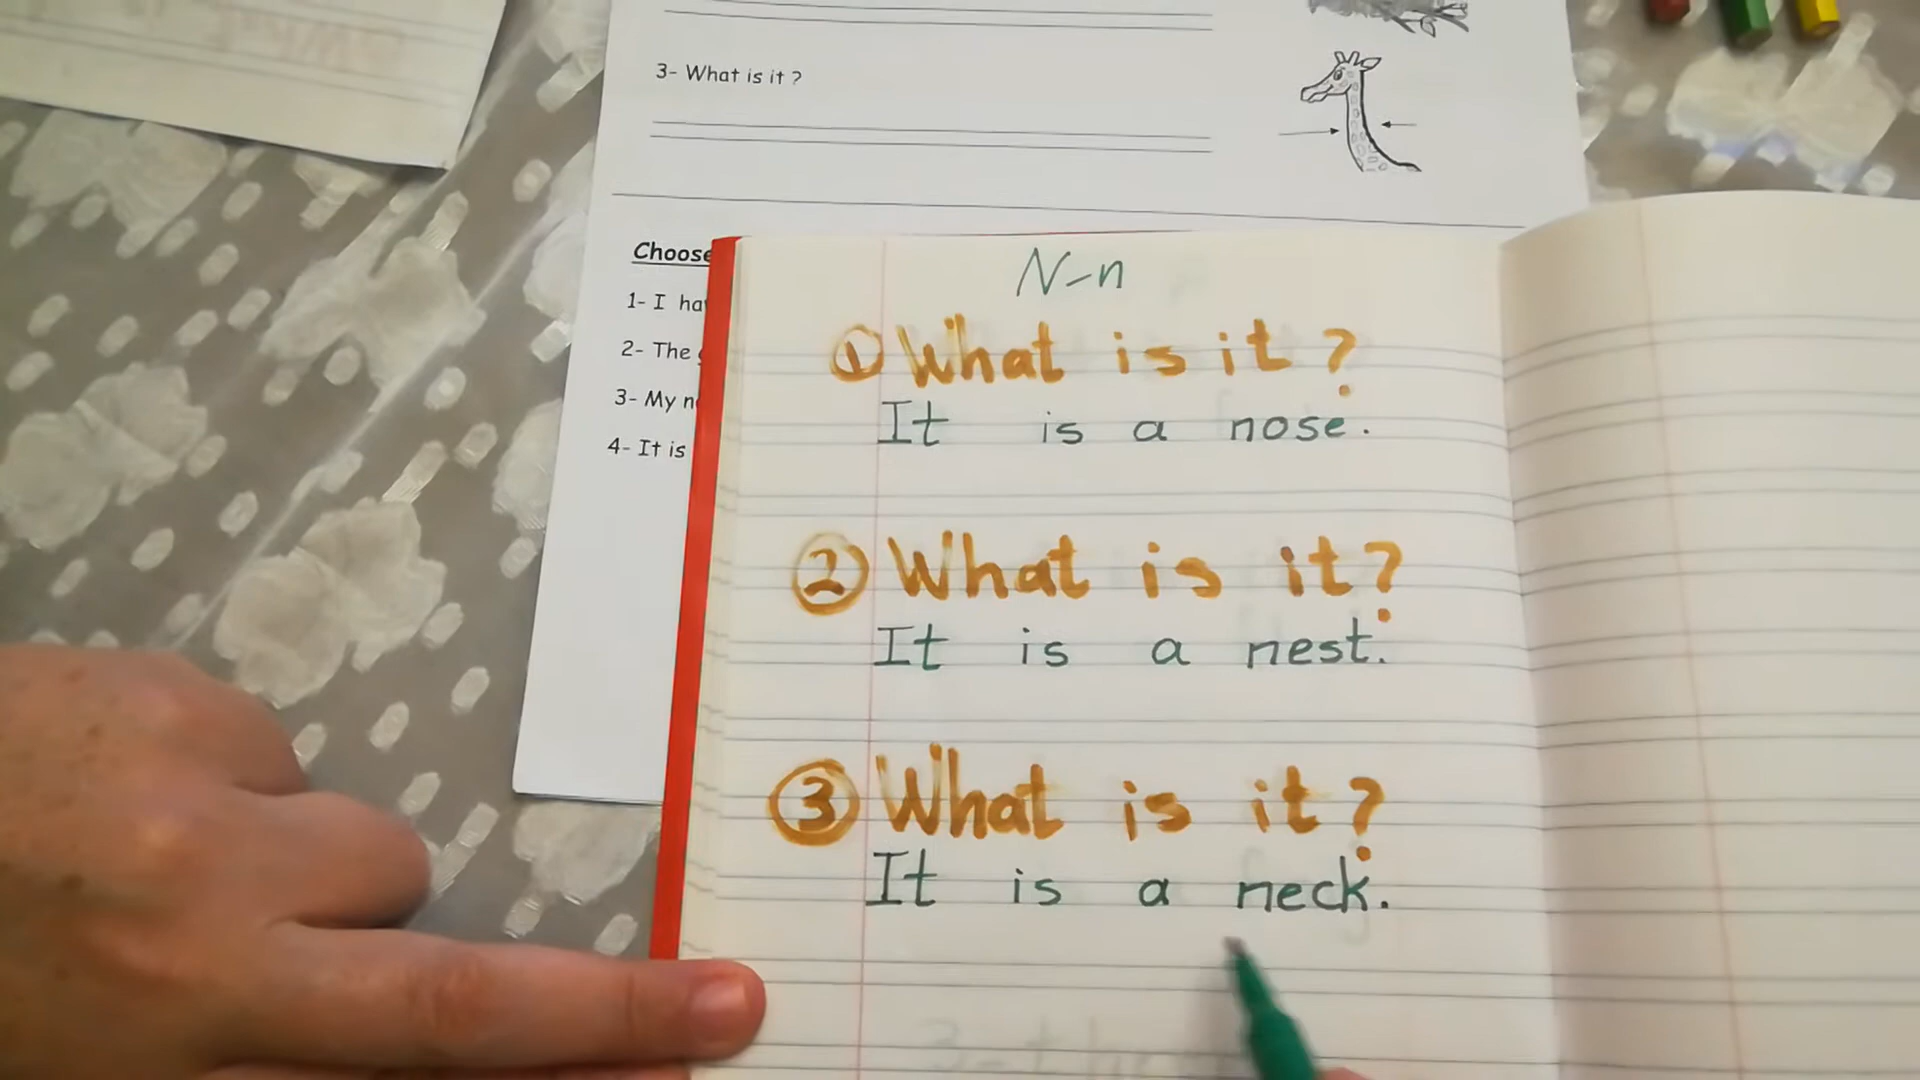 3- What is it ?
Choose
1- I
2- The
3- My
4- It is
N-n
① What is it ?
It is a nose.
② What is it ?
It is a nest.
③ What is it ?
It is a neck.